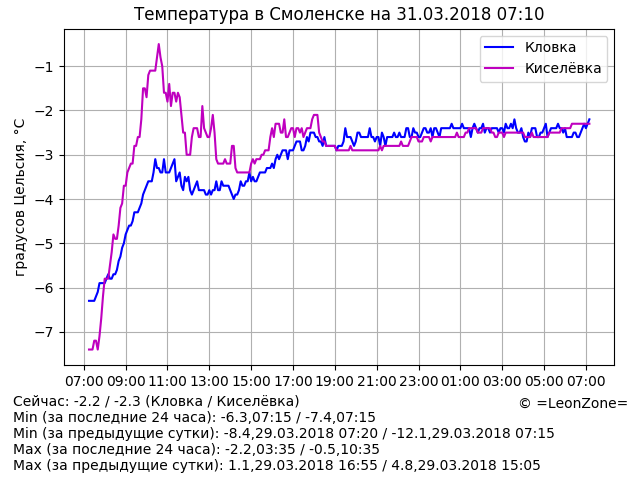 Температура в Смоленске на 31.03.2018 07:10
Кловка
Киселёвка
градусов Цельсия, °C
−1
−2
−3
−4
−5
−6
−7
07:00 09:00 11:00 13:00 15:00 17:00 19:00 21:00 23:00 01:00 03:00 05:00 07:00
Сейчас: -2.2 / -2.3 (Кловка / Киселёвка)
© =LeonZone=
Min (за последние 24 часа): -6.3,07:15 / -7.4,07:15
Min (за предыдущие сутки): -8.4,29.03.2018 07:20 / -12.1,29.03.2018 07:15
Max (за последние 24 часа): -2.2,03:35 / -0.5,10:35
Max (за предыдущие сутки): 1.1,29.03.2018 16:55 / 4.8,29.03.2018 15:05